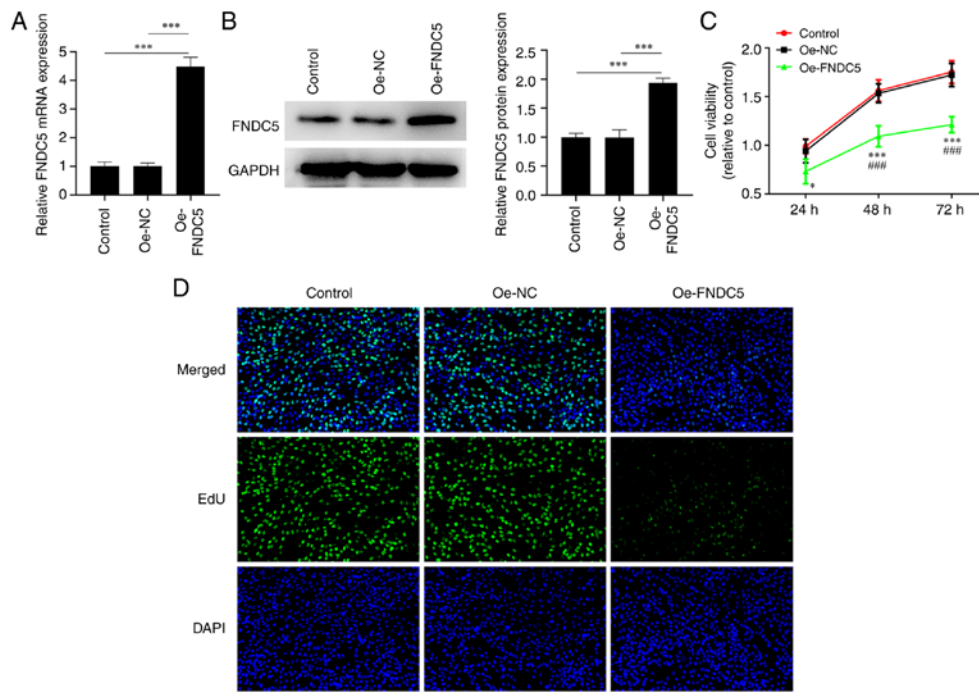 A
Relative FNDC5 mRNA expression
5
4
3
2
1
0
***
***
Control
Oe-NC
Oe-
FNDC5
B
Control
Oe-NC
Oe-FNDC5
FNDC5
GAPDH
Relative FNDC5 protein expression
2.5
2.0
1.5
1.0
0.5
0
***
***
Control
Oe-NC
Oe-
FNDC5
C
Cell viability
(relative to control)
2.0
1.5
1.0
0.5
Control
Oe-NC
Oe-FNDC5
*
***
###
***
###
24 h
48 h
72 h
D
Control
Oe-NC
Oe-FNDC5
Merged
EdU
DAPI